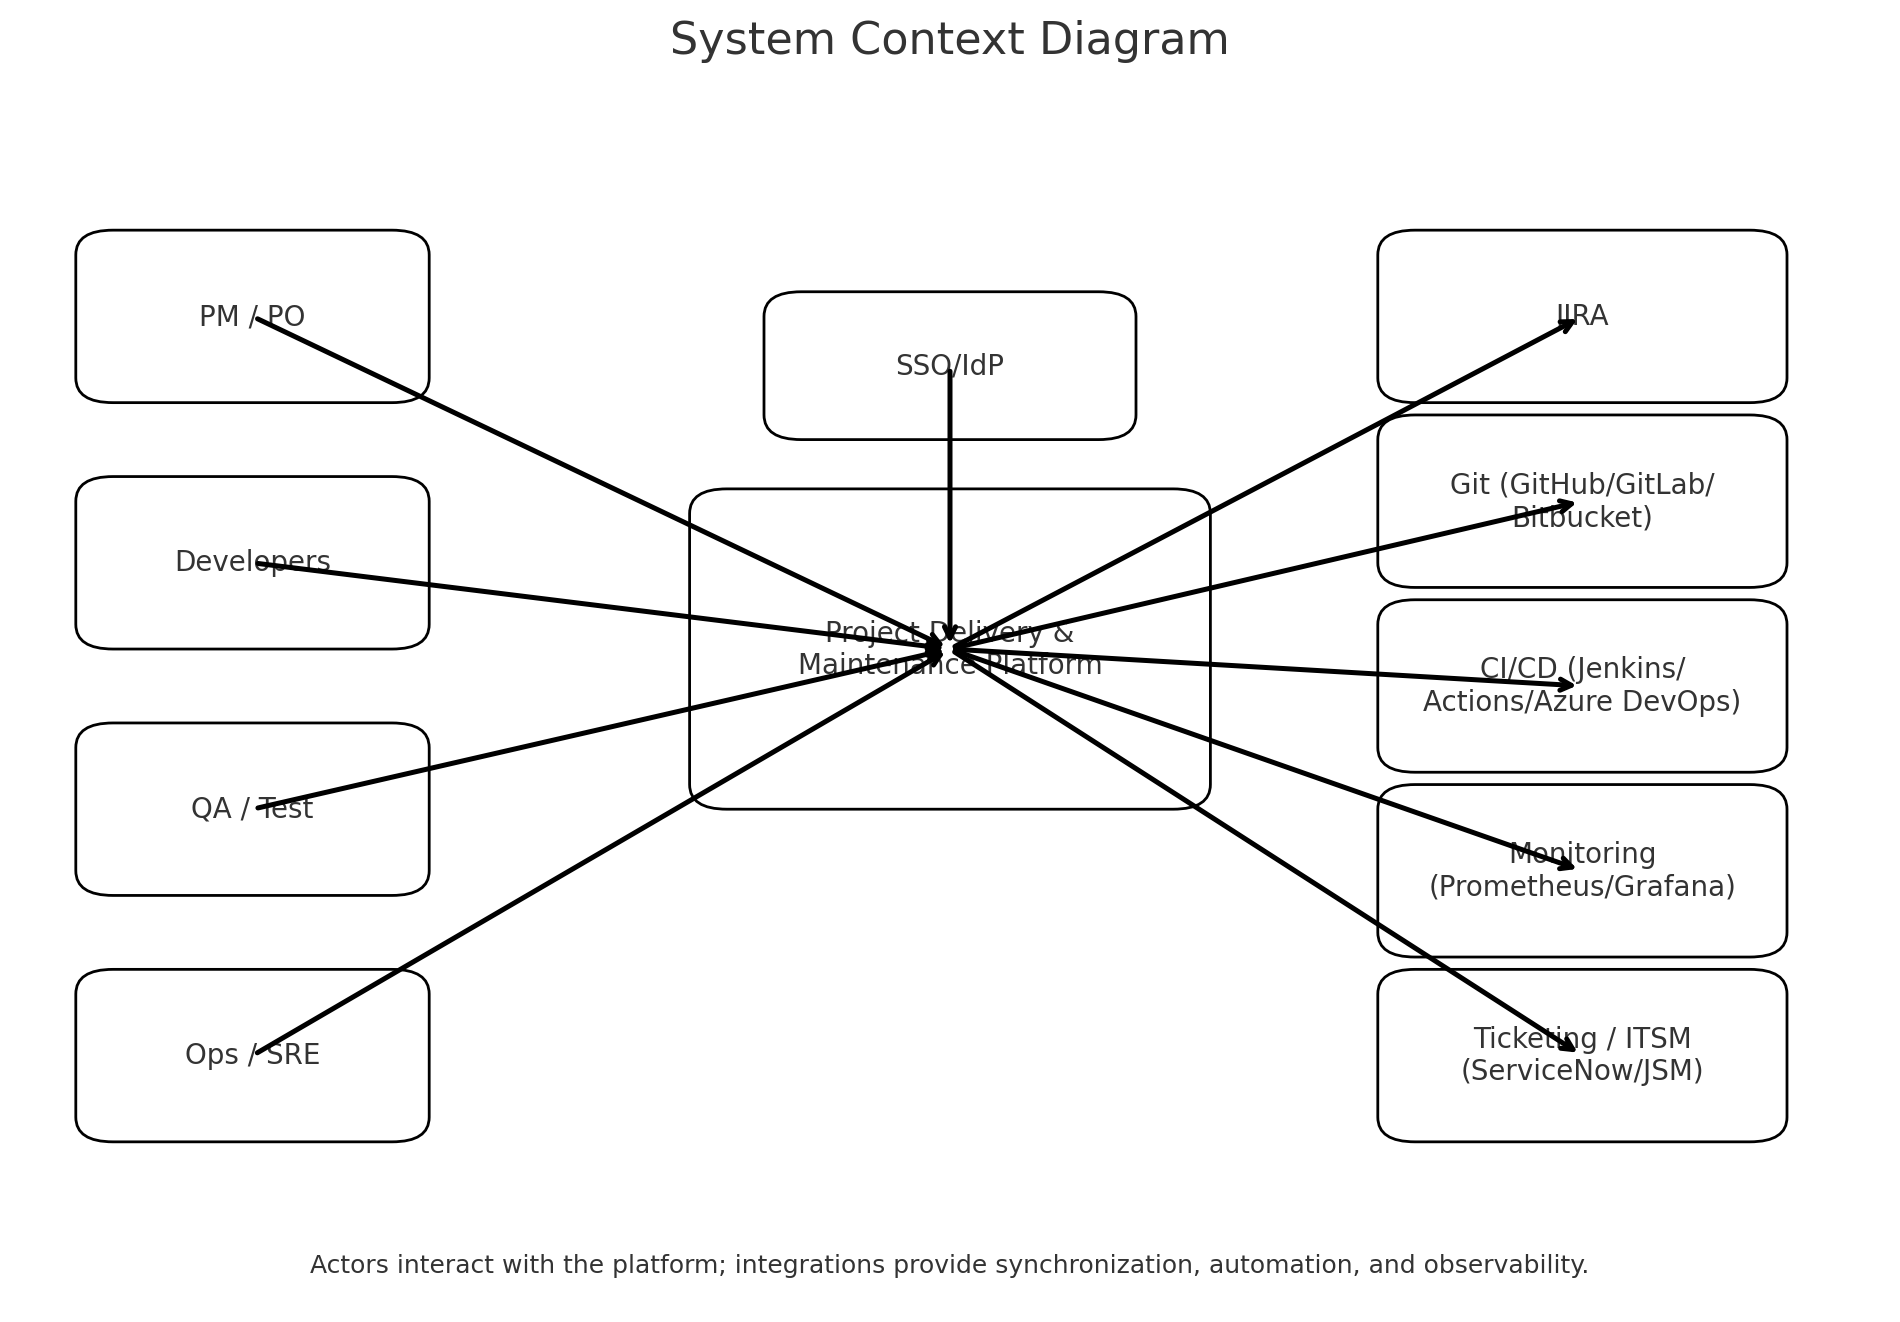 System Context Diagram
PM / PO
Developers
QA / Test
Ops / SRE
SSO/IdP
Project Delivery &
Maintenance Platform
JIRA
Git (GitHub/GitLab/
Bitbucket)
CI/CD (Jenkins/
Actions/Azure DevOps)
Monitoring
(Prometheus/Grafana)
Ticketing / ITSM
(ServiceNow/JSM)
Actors interact with the platform; integrations provide synchronization, automation, and observability.